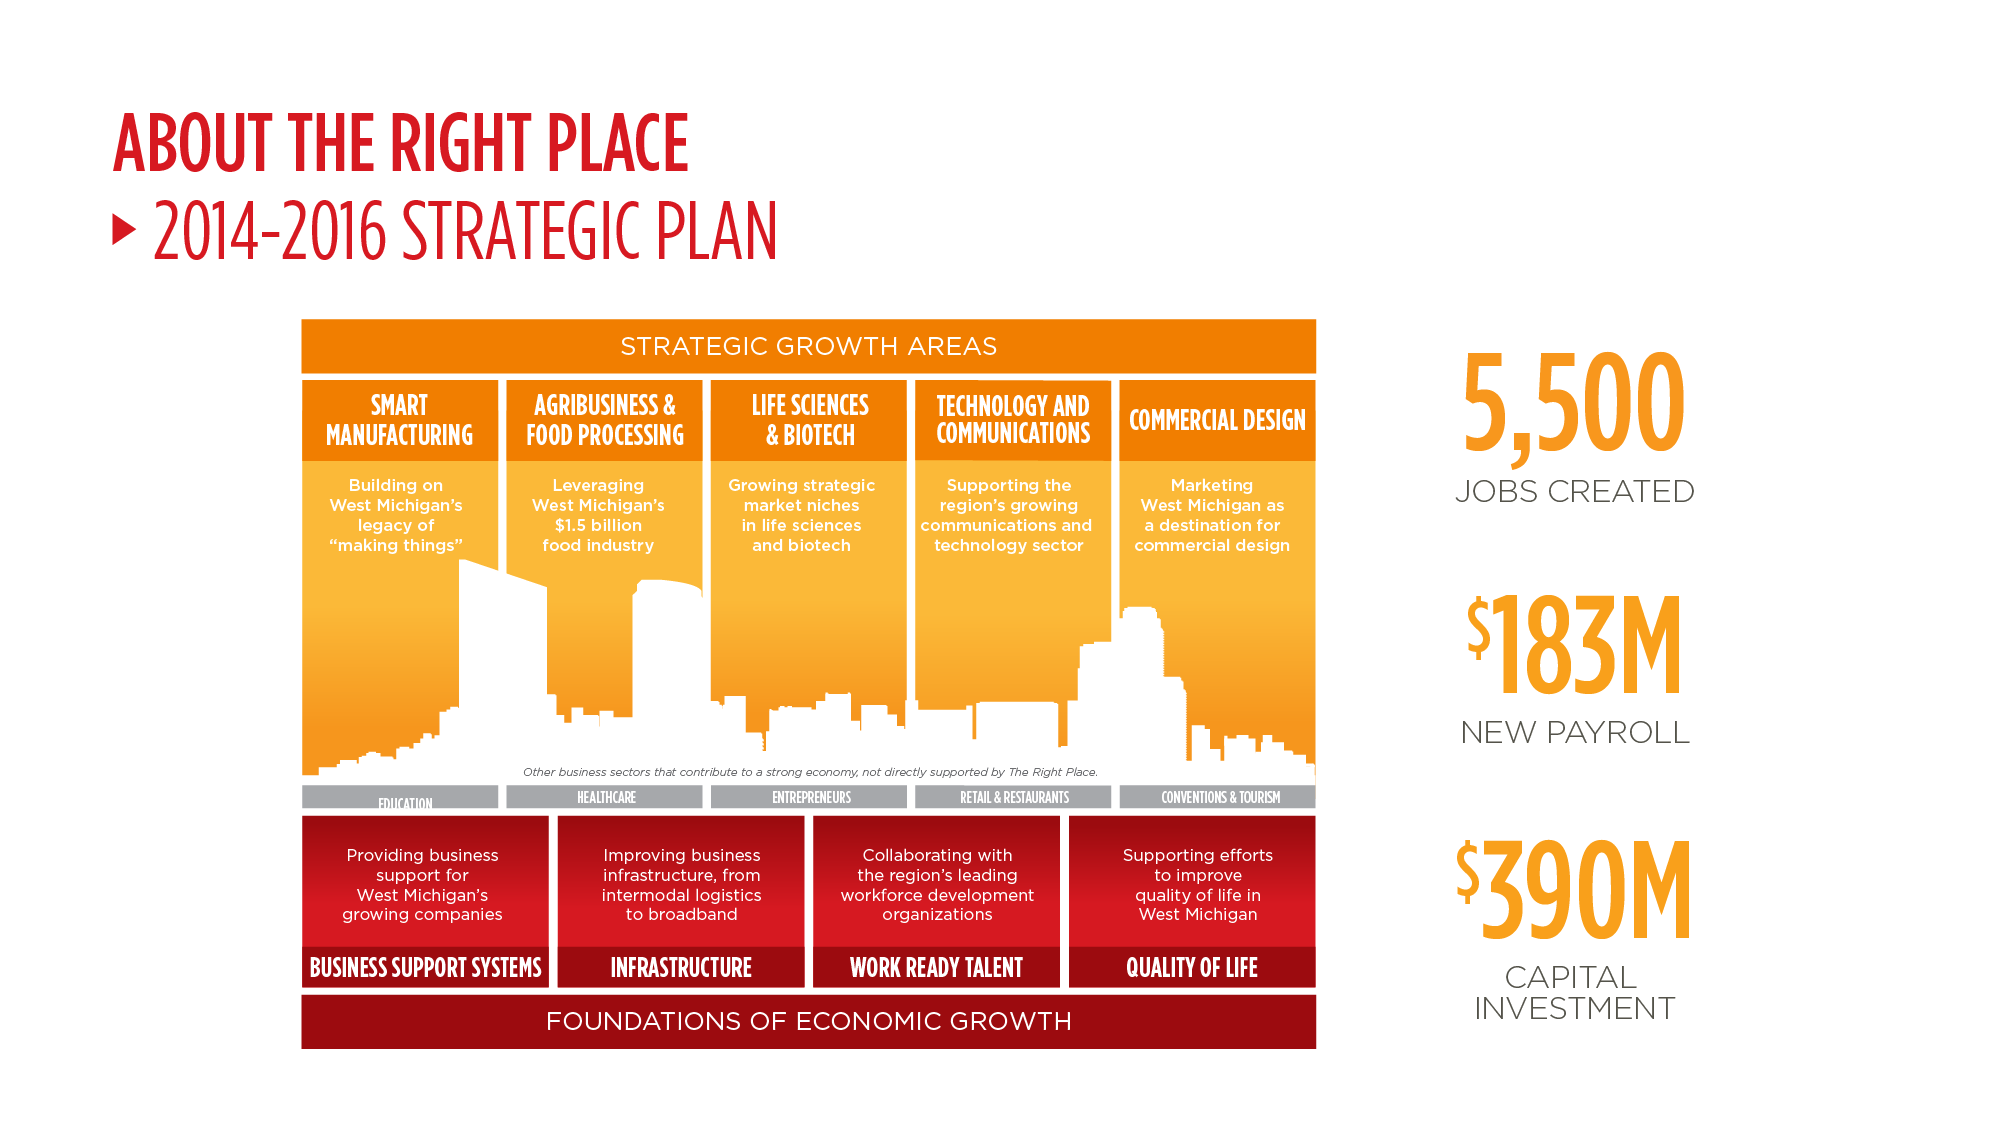 ABOUT THE RIGHT PLACE
2014-2016 STRATEGIC PLAN
STRATEGIC GROWTH AREAS
SMART
MANUFACTURING
Building on
West Michigan's
legacy of
“making things”
AGRIBUSINESS &
FOOD PROCESSING
Leveraging
West Michigan's
$1.5 billion
food industry
LIFE SCIENCES
& BIOTECH
Growing strategic
market niches
in life sciences
and biotech
TECHNOLOGY AND
COMMUNICATIONS
Supporting the
region's growing
communications and
technology sector
COMMERCIAL DESIGN
Marketing
West Michigan as
a destination for
commercial design
Other business sectors that contribute to a strong economy, not directly supported by The Right Place.
EDUCATION
HEALTHCARE
ENTREPRENEURS
RETAIL & RESTAURANTS
CONVENTIONS & TOURISM
Providing business
support for
West Michigan's
growing companies
BUSINESS SUPPORT SYSTEMS
Improving business
infrastructure, from
intermodal logistics
to broadband
INFRASTRUCTURE
Collaborating with
the region's leading
workforce development
organizations
WORK READY TALENT
Supporting efforts
to improve
quality of life in
West Michigan
QUALITY OF LIFE
FOUNDATIONS OF ECONOMIC GROWTH
5,500
JOBS CREATED
$183M
NEW PAYROLL
$390M
CAPITAL
INVESTMENT